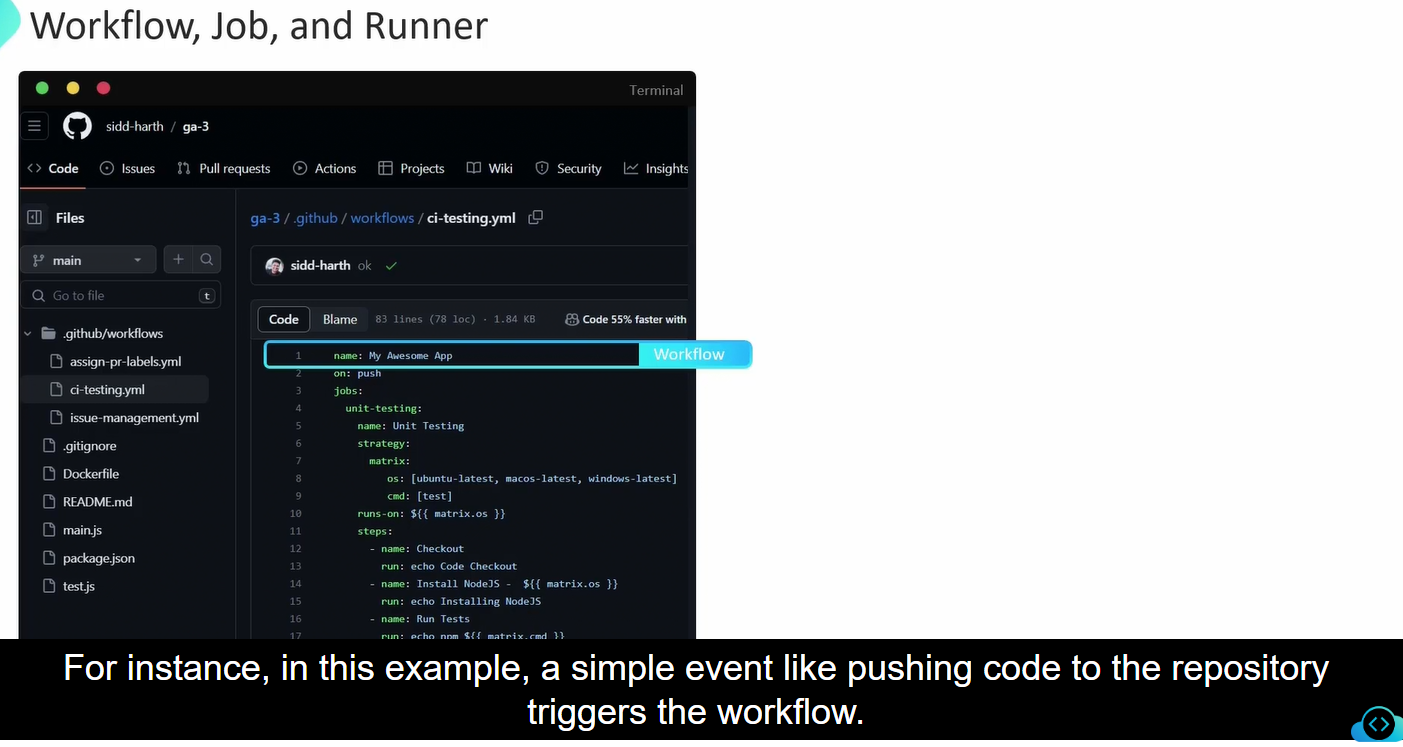 Workflow, Job, and Runner
Terminal
sidd-harth / ga-3
Code Issues Pull requests Actions Projects Wiki Security Insights
Files
main
Go to file t
.github/workflows
assign-pr-labels.yml
ci-testing.yml
issue-management.yml
.gitignore
Dockerfile
README.md
main.js
package.json
test.js
ga-3 / .github / workflows / ci-testing.yml
sidd-harth ok
Code Blame 83 lines (78 loc) · 1.84 KB Code 55% faster with
1 name: My Awesome App
Workflow
2 on: push
3 jobs:
4 unit-testing:
5 name: Unit Testing
6 strategy:
7 matrix:
8 os: [ubuntu-latest, macos-latest, windows-latest]
9 cmd: [test]
10 runs-on: ${{ matrix.os }}
11 steps:
12 - name: Checkout
13 run: echo Code Checkout
14 - name: Install NodeJS - ${{ matrix.os }}
15 run: echo Installing NodeJS
16 - name: Run Tests
17 run: echo npm ${{ matrix.cmd }}
For instance, in this example, a simple event like pushing code to the repository
triggers the workflow.